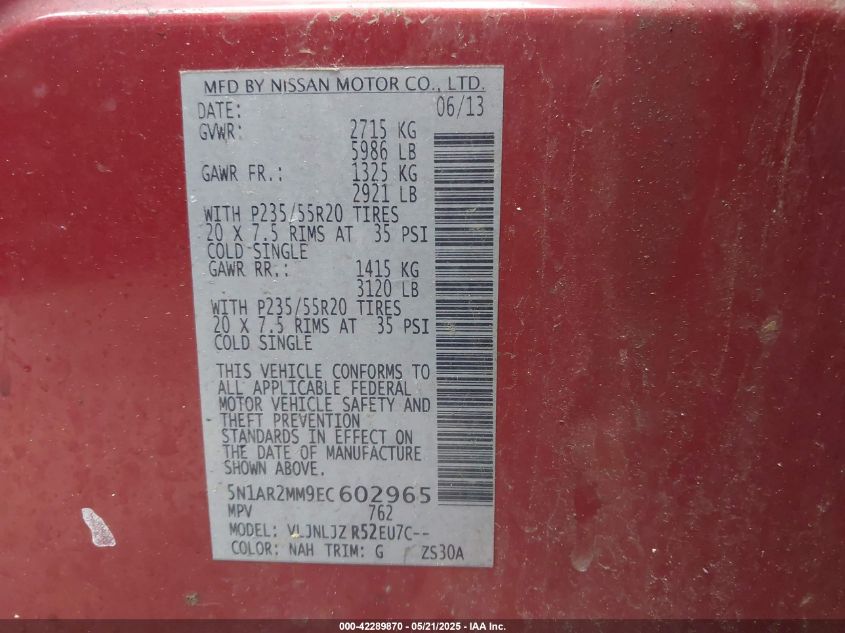 MFD BY NISSAN MOTOR CO., LTD.
DATE: 06/13
GVWR: 2715 KG
5986 LB
GAWR FR.: 1325 KG
2921 LB
WITH P235/55R20 TIRES
20 X 7.5 RIMS AT 35 PSI
COLD SINGLE
GAWR RR.: 1415 KG
3120 LB
WITH P235/55R20 TIRES
20 X 7.5 RIMS AT 35 PSI
COLD SINGLE
THIS VEHICLE CONFORMS TO
ALL APPLICABLE FEDERAL
MOTOR VEHICLE SAFETY AND
THEFT PREVENTION
STANDARDS IN EFFECT ON
THE DATE OF MANUFACTURE
SHOWN ABOVE.
5N1AR2MM9EC602965
MPV 762
MODEL: VLJNLJZ R52EU7C--
COLOR: NAH TRIM: G ZS30A
000-42289870 - 05/21/2025 - IAA Inc.